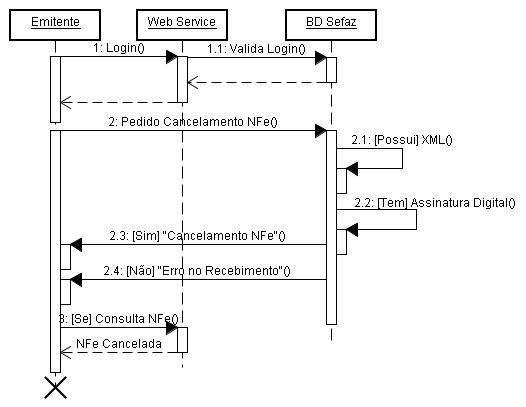 Emitente
Web Service
BD Sefaz
1: Login()
1.1: Valida Login()
2: Pedido Cancelamento NFe()
2.1: [Possui] XML()
2.2: [Tem] Assinatura Digital()
2.3: [Sim] "Cancelamento NFe"()
2.4: [Não] "Erro no Recebimento"()
3: [Se] Consulta NFe()
NFe Cancelada